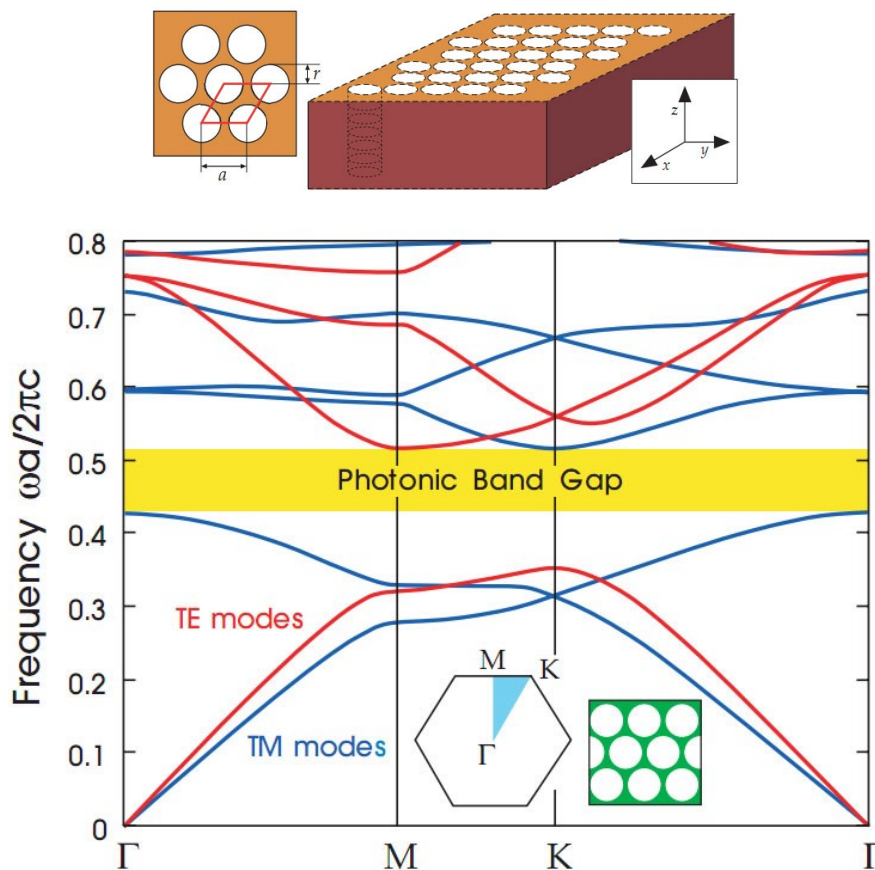 r
a
z
y
x
Frequency ωa/2πc
0.8
0.7
0.6
0.5
0.4
0.3
0.2
0.1
0
Photonic Band Gap
TE modes
TM modes
M
K
Γ
Γ
M
K
Γ